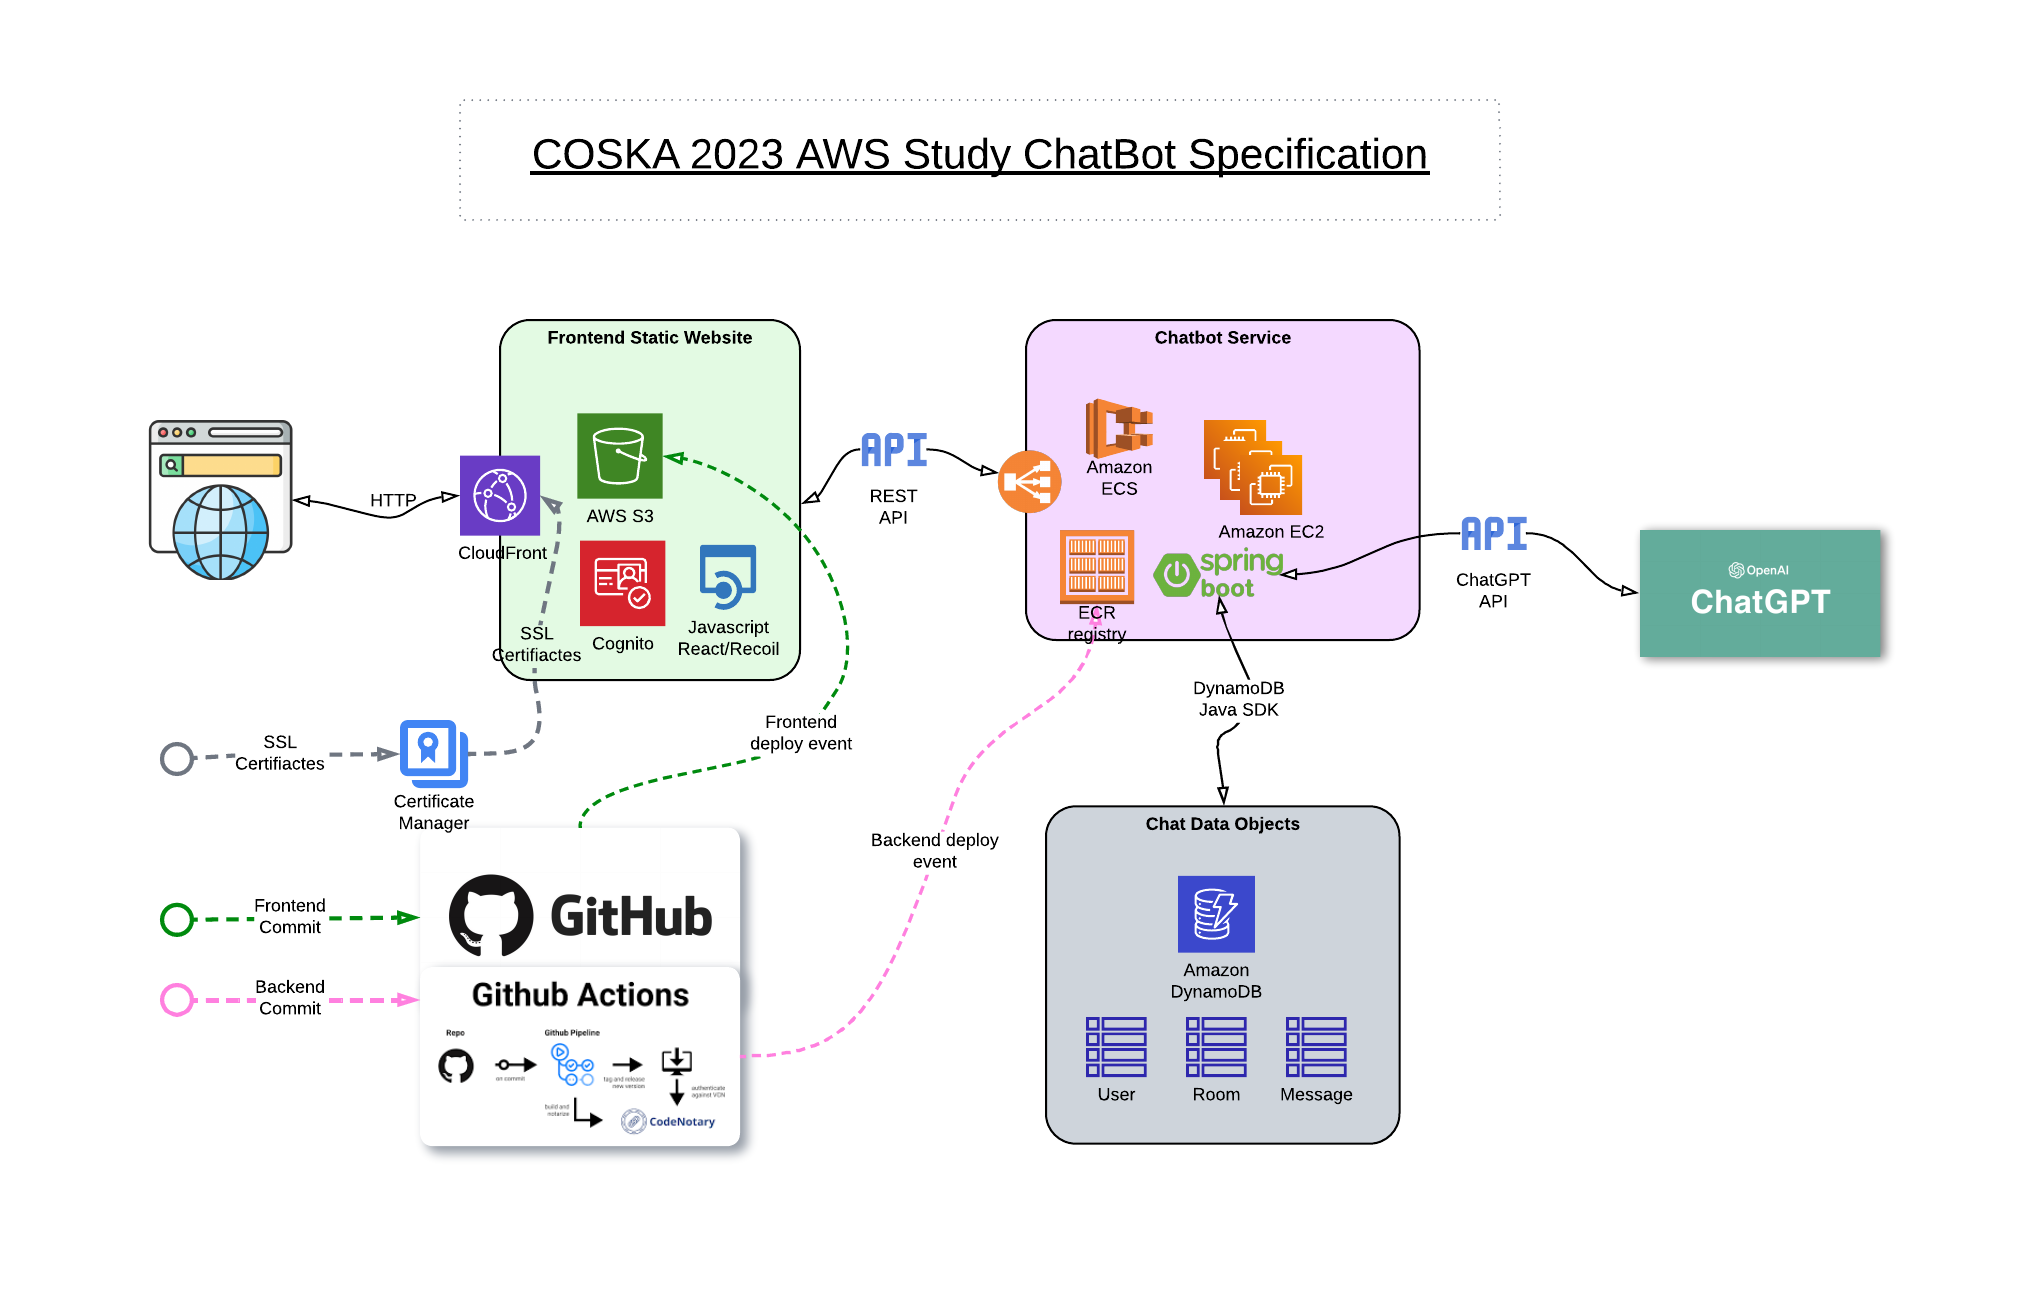 COSKA 2023 AWS Study ChatBot Specification
Frontend Static Website
Chatbot Service
HTTP
CloudFront
AWS S3
Cognito
Javascript
React/Recoil
SSL
Certifiactes
API
REST
API
Amazon
ECS
Amazon EC2
ECR
registry
spring
boot
API
ChatGPT
API
OpenAI
ChatGPT
DynamoDB
Java SDK
SSL
Certifiactes
Certificate
Manager
Frontend
deploy event
Backend deploy
event
Frontend
Commit
Backend
Commit
GitHub
Github Actions
Repo
Github Pipeline
on commit
tag and release
new version
authenticate
against VCN
build and
notarize
CodeNotary
Chat Data Objects
Amazon
DynamoDB
User
Room
Message